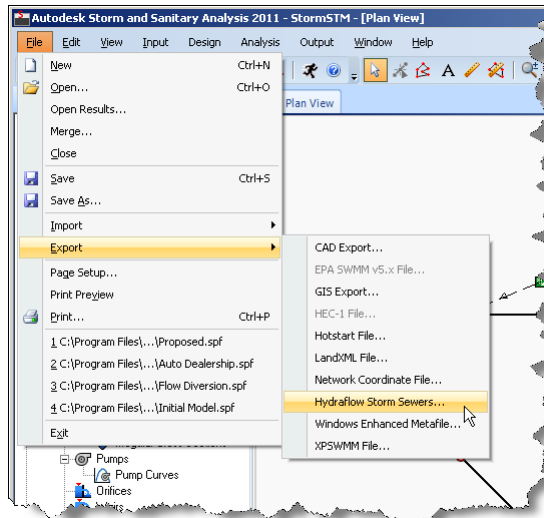 Autodesk Storm and Sanitary Analysis 2011 - StormSTM - [Plan View]
File Edit View Input Design Analysis Output Window Help
New Ctrl+N
Open... Ctrl+O
Open Results...
Merge...
Close
Save Ctrl+S
Save As...
Import
Export
Page Setup...
Print Preview
Print... Ctrl+P
1 C:\Program Files\...\Proposed.spf
2 C:\Program Files\...\Auto Dealership.spf
3 C:\Program Files\...\Flow Diversion.spf
4 C:\Program Files\...\Initial Model.spf
Exit
Plan View
CAD Export...
EPA SWMM v5.x File...
GIS Export...
HEC-1 File...
Hotstart File...
LandXML File...
Network Coordinate File...
Hydraflow Storm Sewers...
Windows Enhanced Metafile...
XPSWMM File...
Pumps
Pump Curves
Orifices